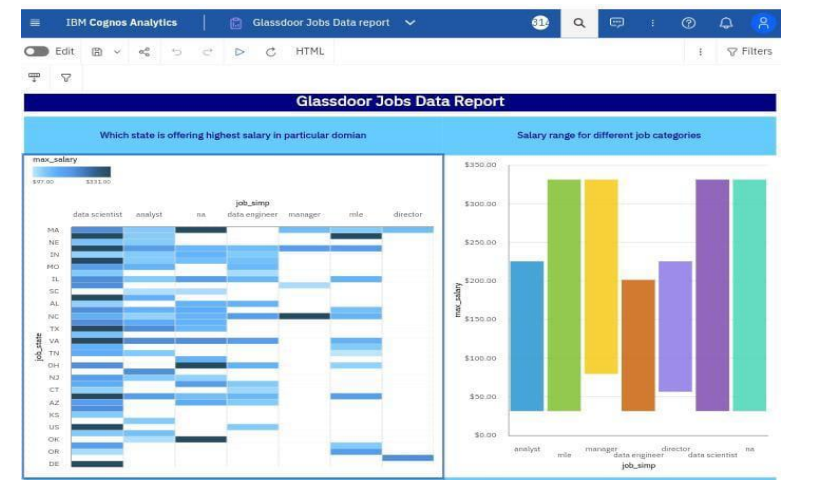 IBM Cognos Analytics
Glassdoor Jobs Data report
314
Edit
HTML
Filters
Glassdoor Jobs Data Report
Which state is offering highest salary in particular domian
Salary range for different job categories
max_salary
$97.00 $331.00
job_simp
data scientist analyst na data engineer manager mle director
job_state
MA
NE
IN
MO
IL
SC
AL
NC
TX
VA
TN
OH
NJ
CT
AZ
KS
US
OK
OR
DE
max_salary
$350.00
$300.00
$250.00
$200.00
$150.00
$100.00
$50.00
$0.00
analyst mle manager data engineer director data scientist na
job_simp